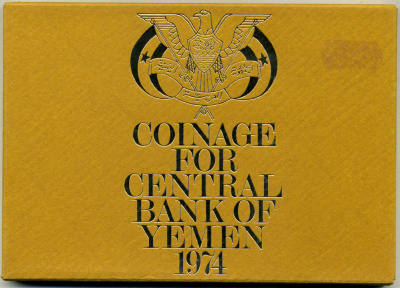 COINAGE
FOR
CENTRAL
BANK OF
YEMEN
1974